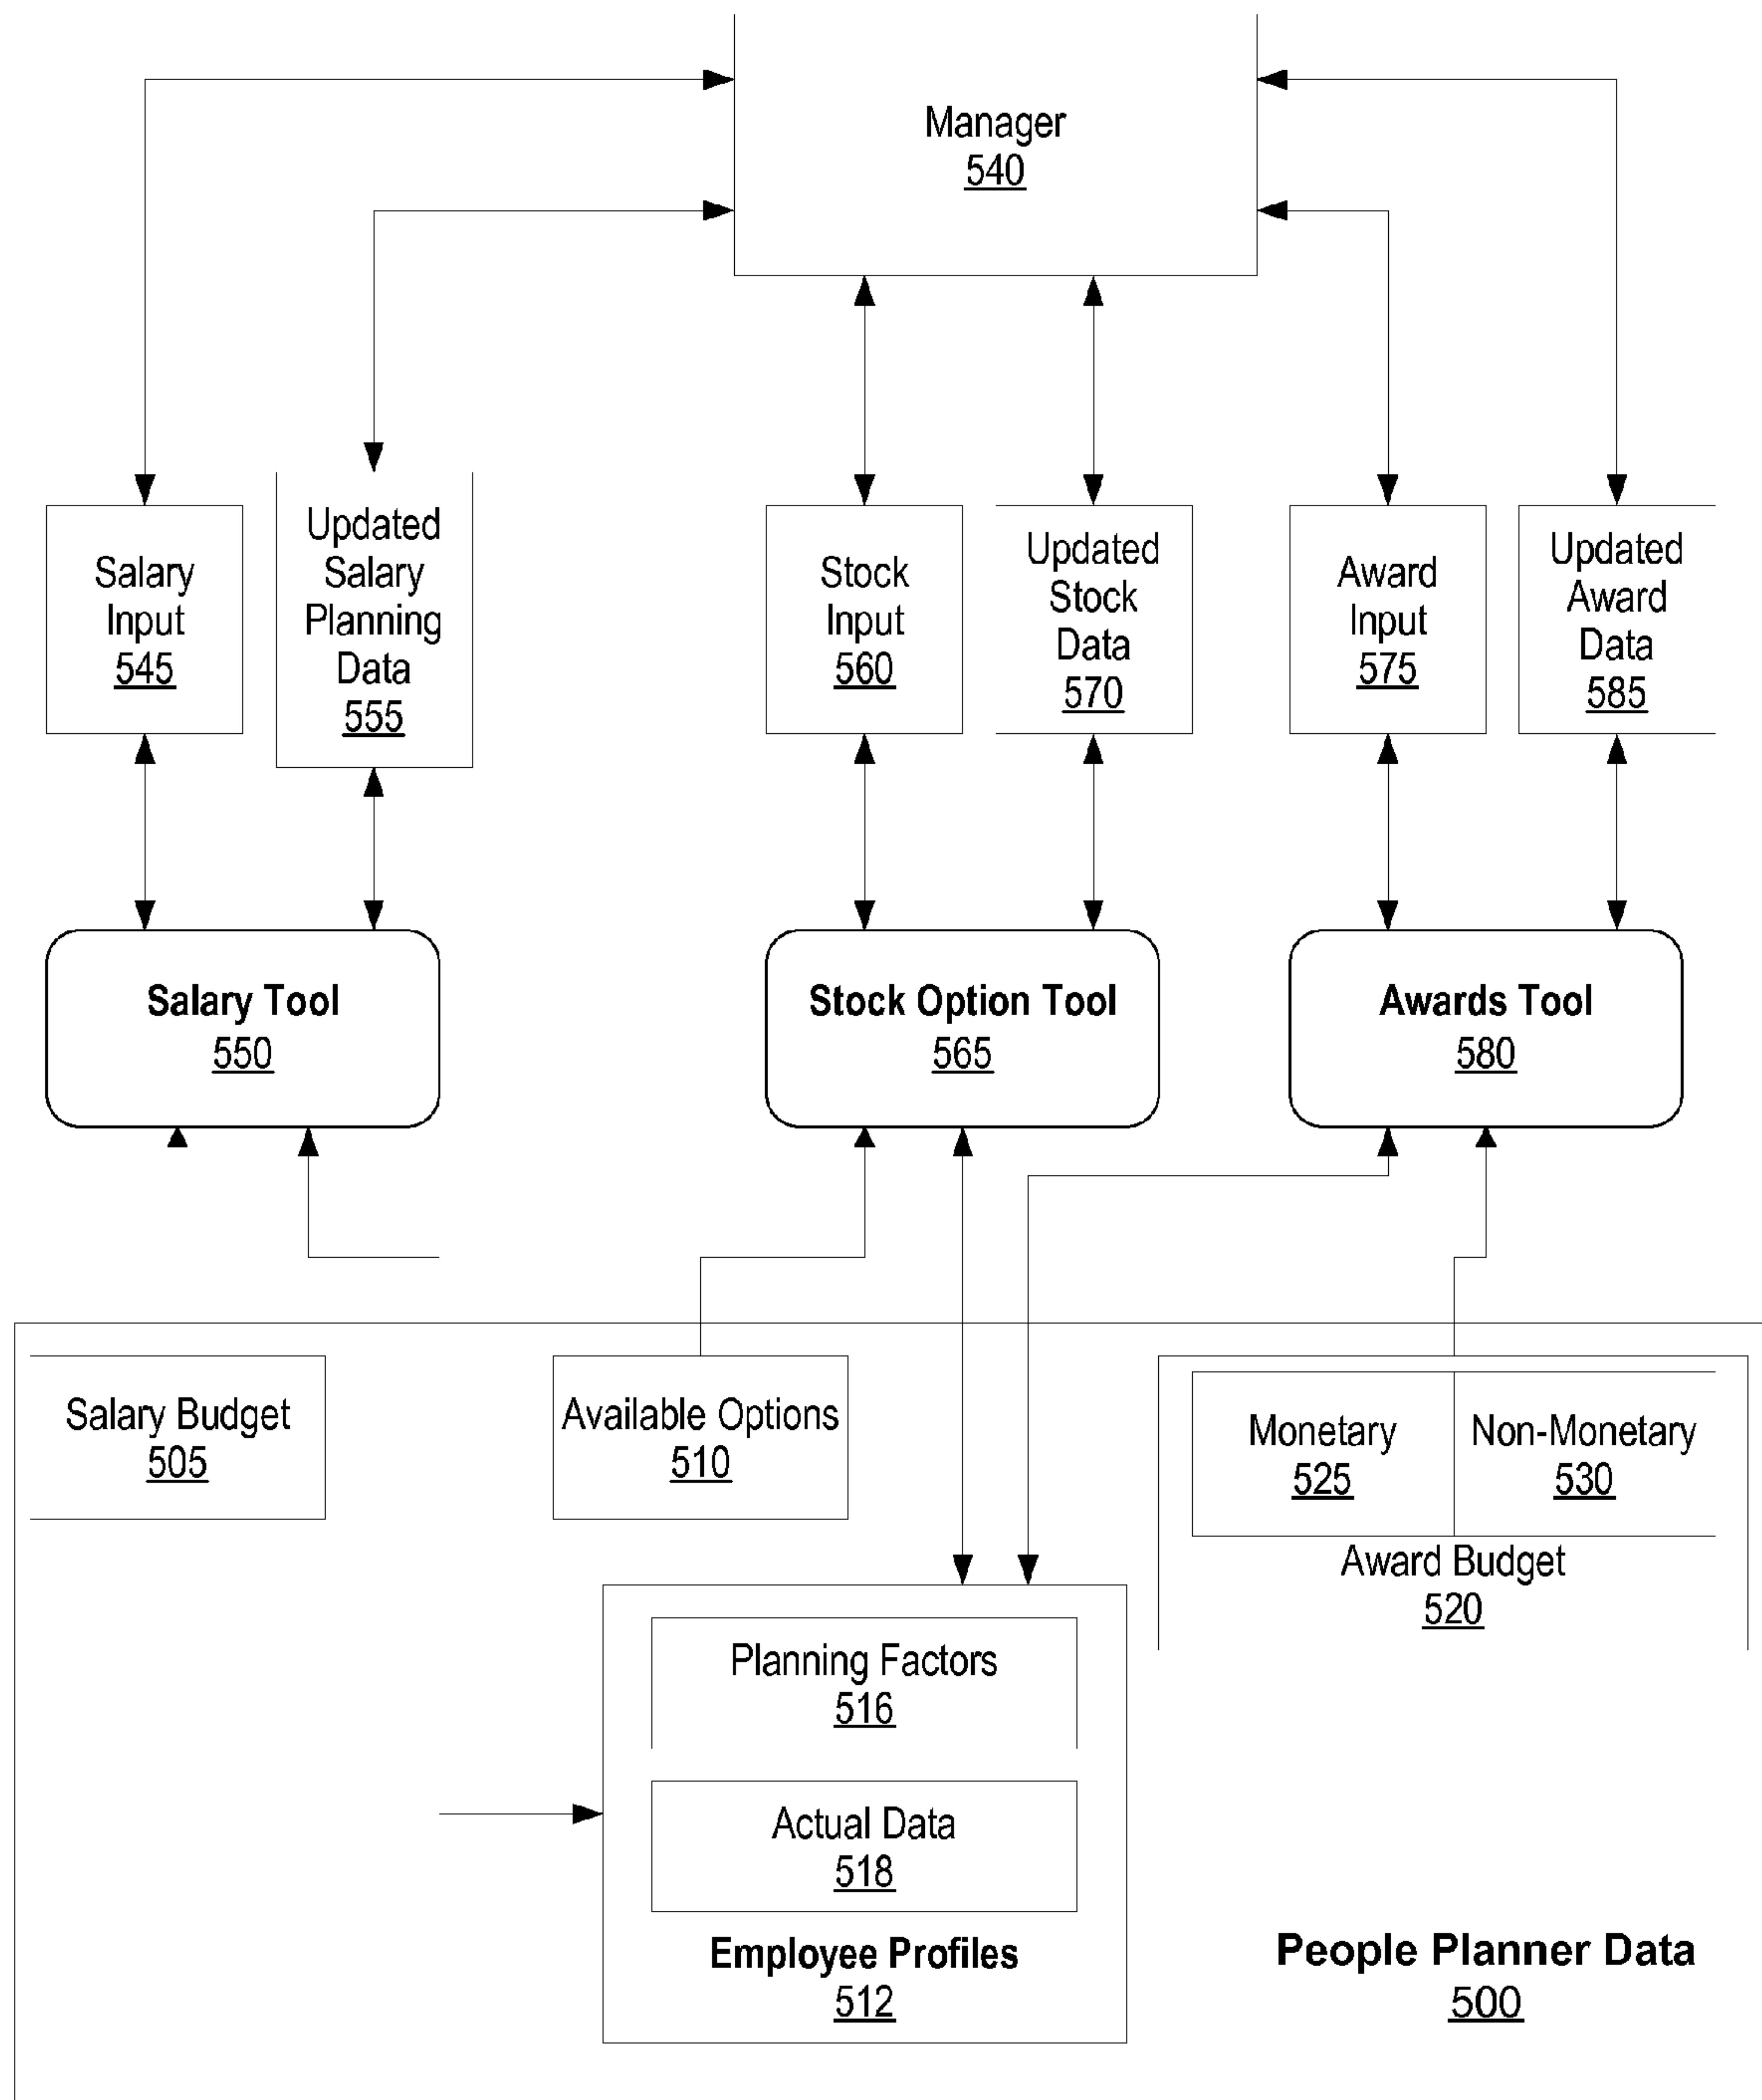 Manager
540
Salary
Input
545
Updated
Salary
Planning
Data
555
Stock
Input
560
Updated
Stock
Data
570
Award
Input
575
Updated
Award
Data
585
Salary Tool
550
Stock Option Tool
565
Awards Tool
580
Salary Budget
505
Available Options
510
Monetary
525
Non-Monetary
530
Award Budget
520
Planning Factors
516
Actual Data
518
Employee Profiles
512
People Planner Data
500